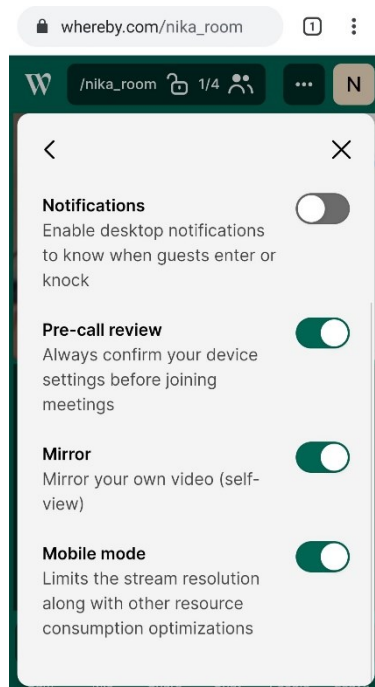 whereby.com/nika_room 1
W /nika_room 1/4 N
Notifications
Enable desktop notifications
to know when guests enter or
knock
Pre-call review
Always confirm your device
settings before joining
meetings
Mirror
Mirror your own video (self-
view)
Mobile mode
Limits the stream resolution
along with other resource
consumption optimizations